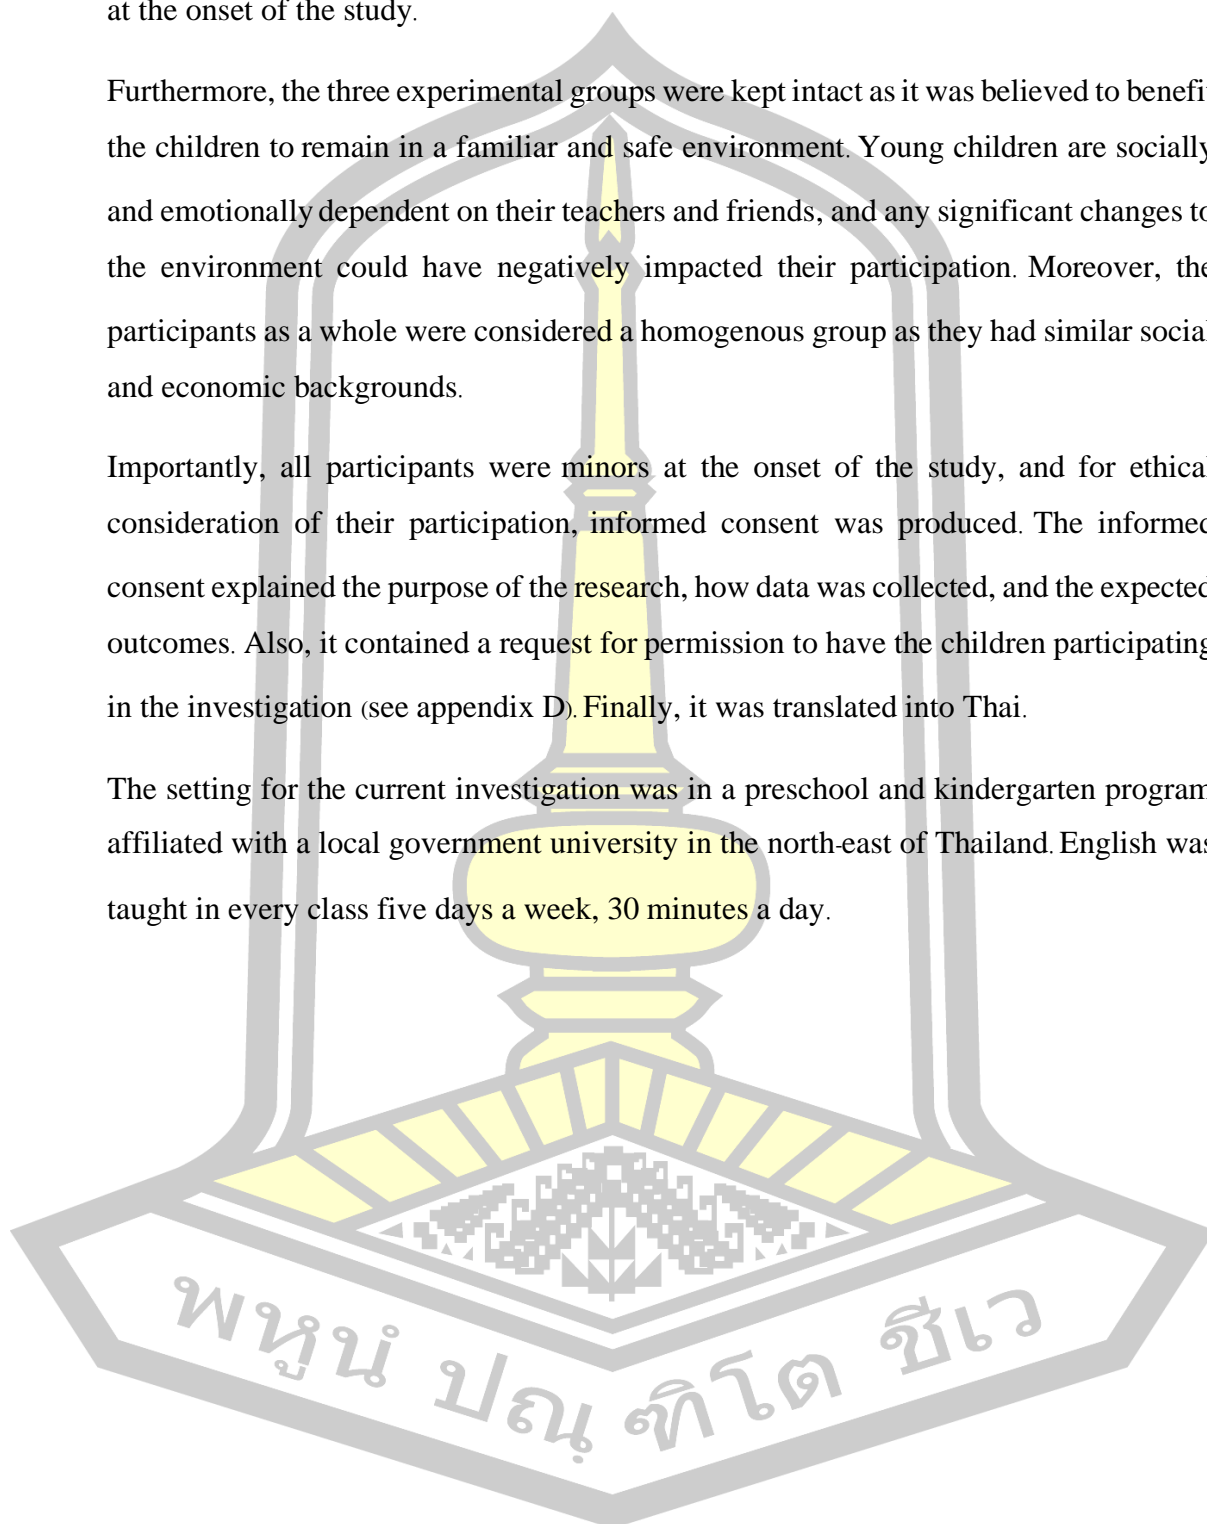 at the onset of the study.
Furthermore, the three experimental groups were kept intact as it was believed to benefit
the children to remain in a familiar and safe environment. Young children are socially
and emotionally dependent on their teachers and friends, and any significant changes to
the environment could have negatively impacted their participation. Moreover, the
participants as a whole were considered a homogenous group as they had similar social
and economic backgrounds.
Importantly, all participants were minors at the onset of the study, and for ethical
consideration of their participation, informed consent was produced. The informed
consent explained the purpose of the research, how data was collected, and the expected
outcomes. Also, it contained a request for permission to have the children participating
in the investigation (see appendix D). Finally, it was translated into Thai.
The setting for the current investigation was in a preschool and kindergarten program
affiliated with a local government university in the north-east of Thailand. English was
taught in every class five days a week, 30 minutes a day.
พหูนํ ปณฺฑิโต ชีเว